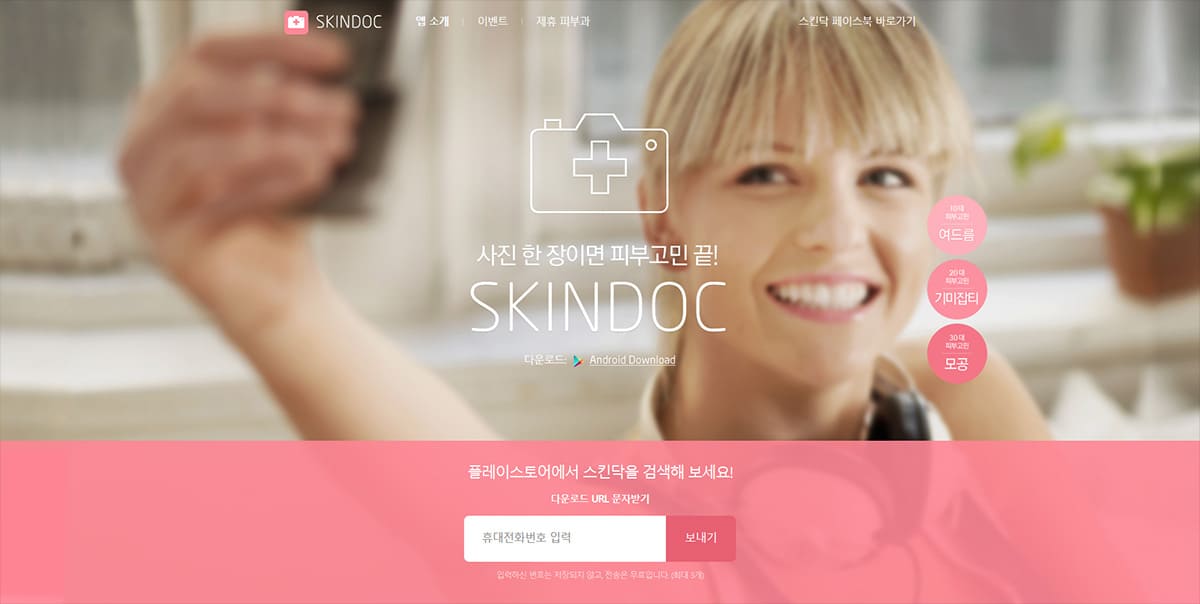 SKINDOC
앱 소개
이벤트
제휴 피부과
스킨닥 페이스북 바로가기
사진 한 장이면 피부고민 끝!
SKINDOC
다운로드: Android Download
10대
피부고민
여드름
20대
피부고민
기미잡티
30대
피부고민
모공
플레이스토어에서 스킨닥을 검색해 보세요!
다운로드 URL 문자받기
휴대전화번호 입력
보내기
입력하신 번호는 저장되지 않고, 전송은 무료입니다. (최대 5개)